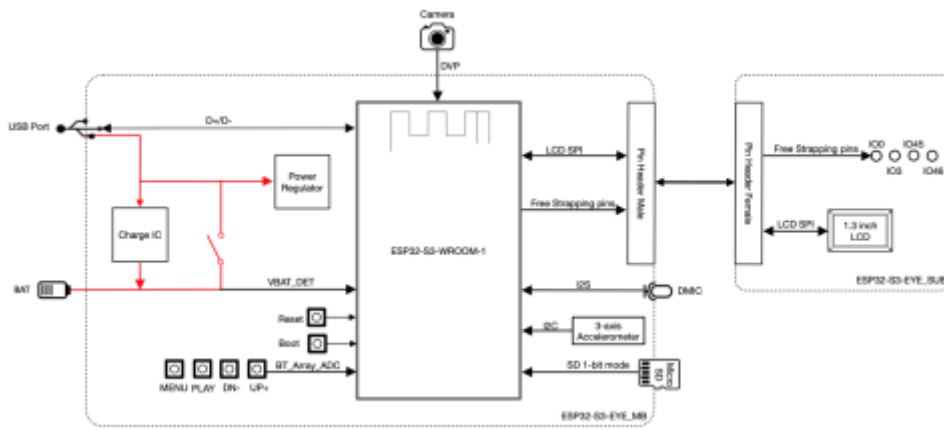 Camera
DVP
USB Port
D+/D-
Power
Regulator
Charge IC
BAT
VBAT_DET
Reset
Boot
BT_Array_ADC
MENU
PLAY
DN-
UP+
ESP32-S3-WROOM-1
LCD SPI
Free Strapping pins
Pin Header Male
I2S
DMIC
I2C
3-axis
Accelerometer
SD 1-bit mode
Micro
SD
ESP32-S3-EYE_MB
Pin Header Female
Free Strapping pins
IO0
IO45
IO3
IO46
LCD SPI
1.3 inch
LCD
ESP32-S3-EYE_SUB